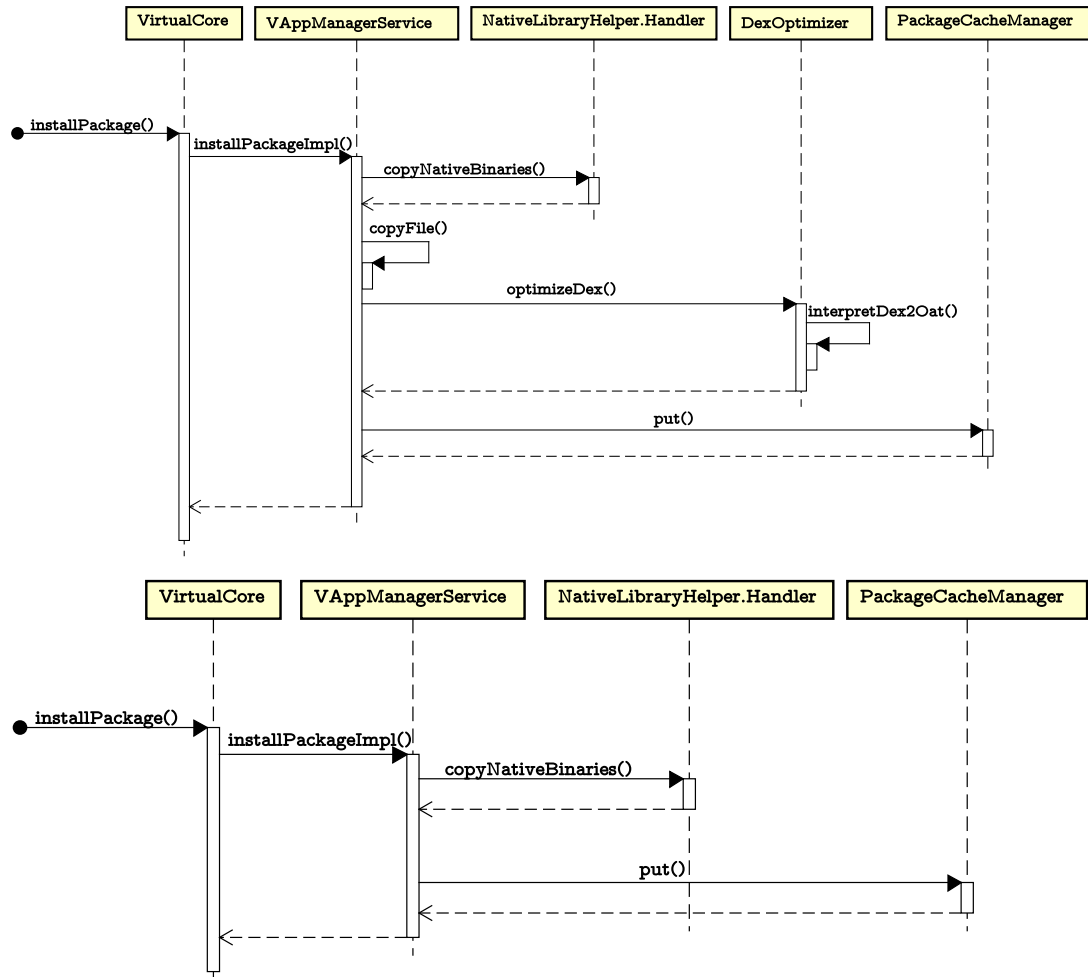 VirtualCore
VAppManagerService
NativeLibraryHelper.Handler
DexOptimizer
PackageCacheManager
installPackage()
installPackageImpl()
copyNativeBinaries()
copyFile()
optimizeDex()
interpretDex2Oat()
put()
VirtualCore
VAppManagerService
NativeLibraryHelper.Handler
PackageCacheManager
installPackage()
installPackageImpl()
copyNativeBinaries()
put()